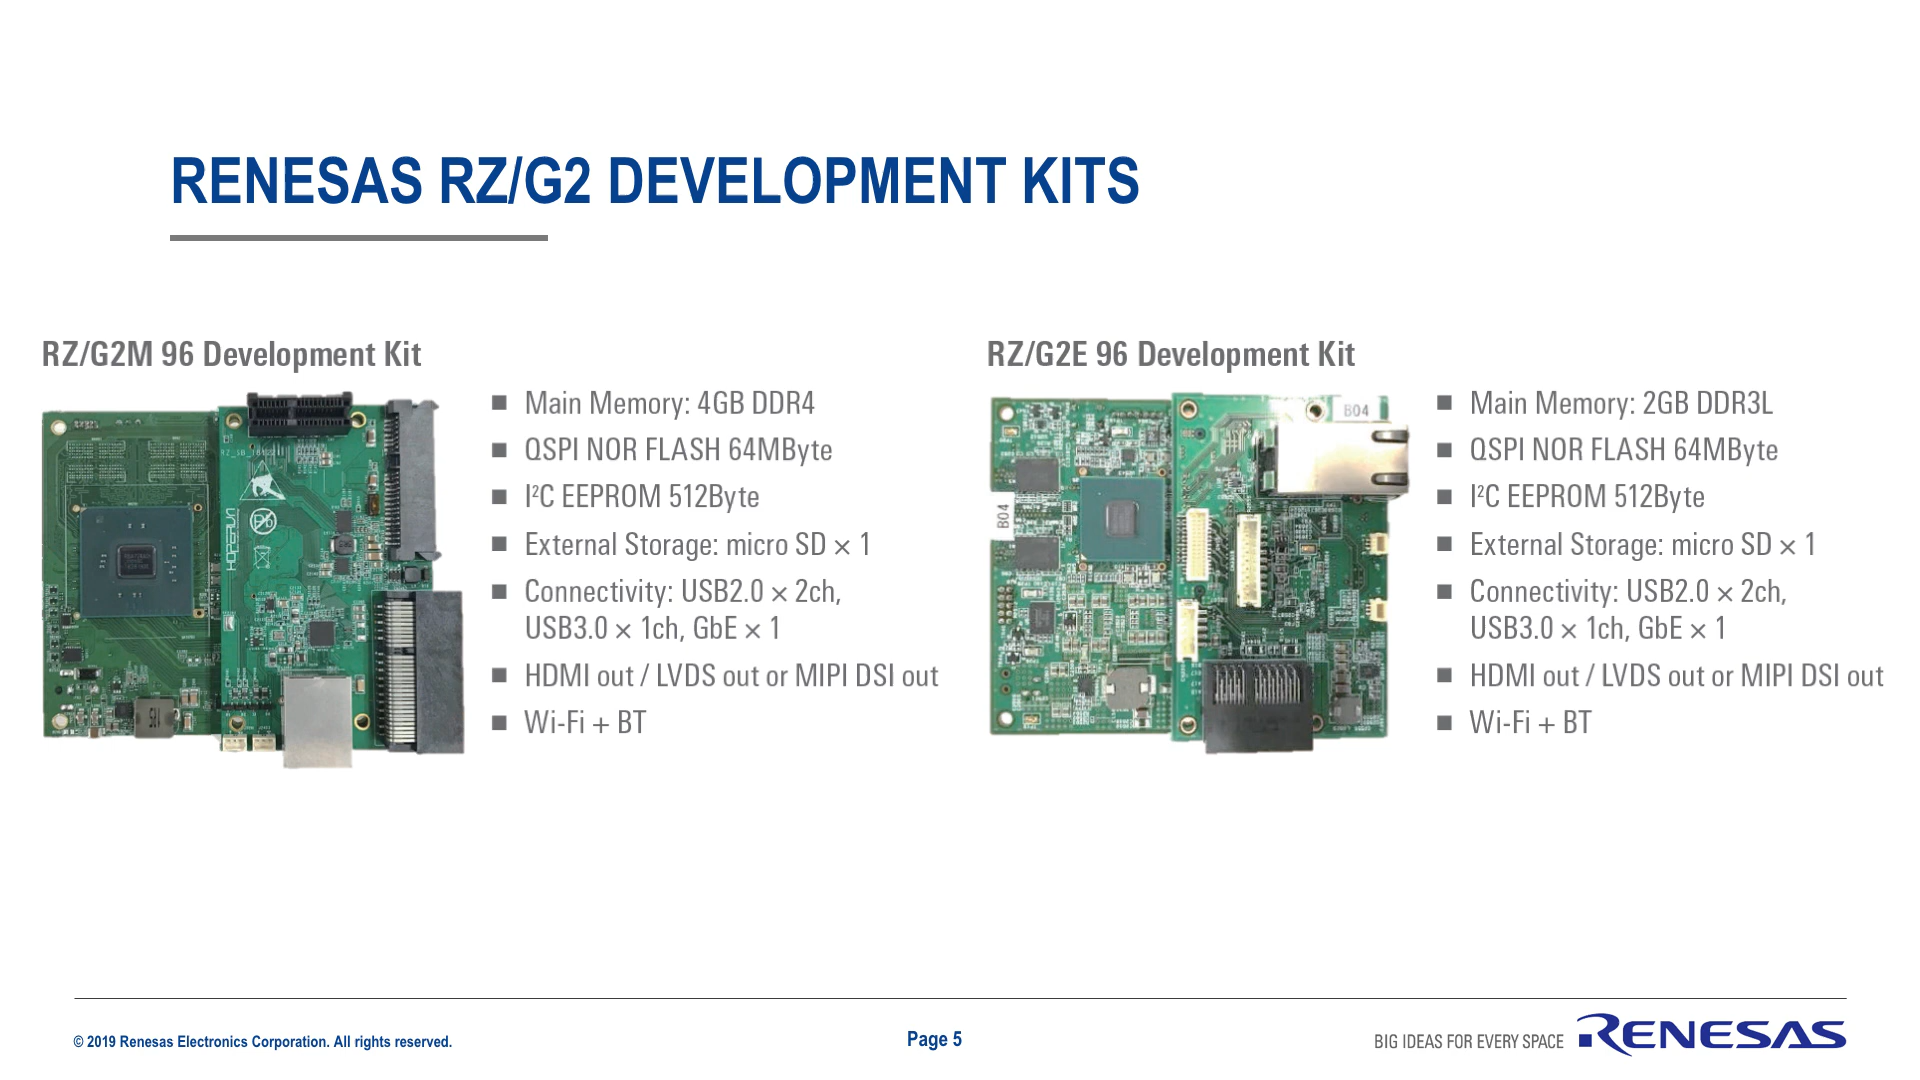 RENESAS RZ/G2 DEVELOPMENT KITS
RZ/G2M 96 Development Kit
■ Main Memory: 4GB DDR4
■ QSPI NOR FLASH 64MByte
■ I²C EEPROM 512Byte
■ External Storage: micro SD × 1
■ Connectivity: USB2.0 × 2ch,
USB3.0 × 1ch, GbE × 1
■ HDMI out / LVDS out or MIPI DSI out
■ Wi-Fi + BT
HOPERUN
Pb
RZ/G2E 96 Development Kit
■ Main Memory: 2GB DDR3L
■ QSPI NOR FLASH 64MByte
■ I²C EEPROM 512Byte
■ External Storage: micro SD × 1
■ Connectivity: USB2.0 × 2ch,
USB3.0 × 1ch, GbE × 1
■ HDMI out / LVDS out or MIPI DSI out
■ Wi-Fi + BT
B04
B04
© 2019 Renesas Electronics Corporation. All rights reserved.
Page 5
BIG IDEAS FOR EVERY SPACE
RENESAS